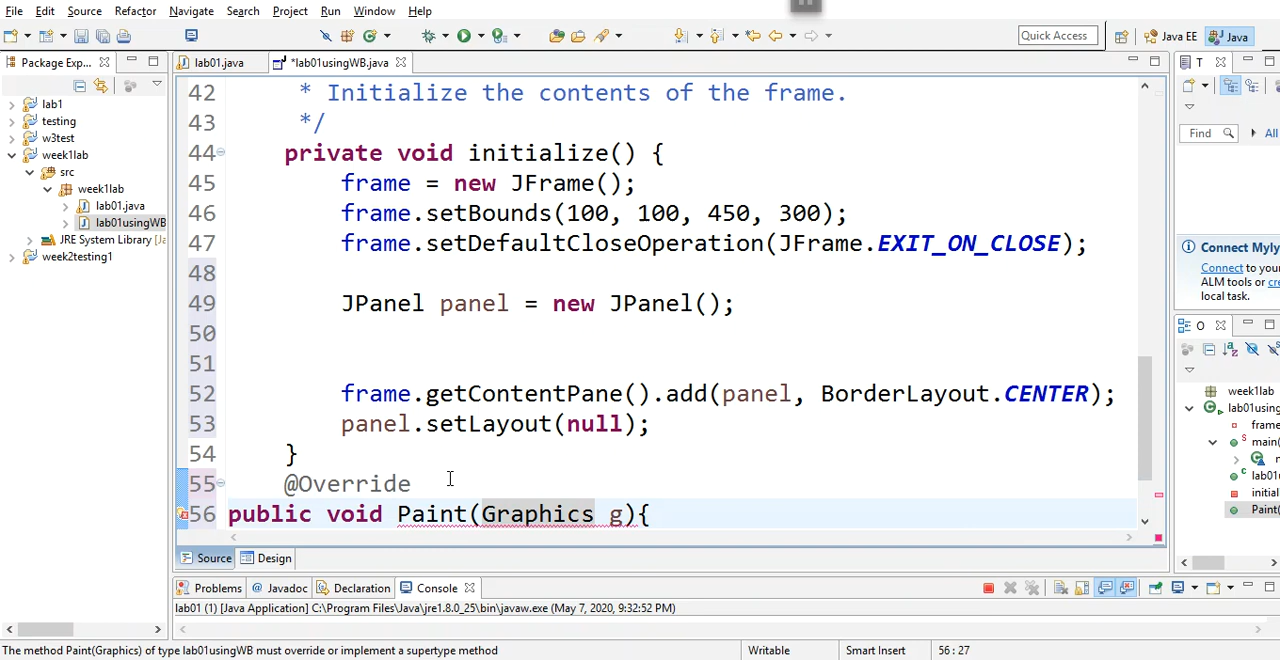 File Edit Source Refactor Navigate Search Project Run Window Help
Quick Access Java EE Java
Package Exp... lab01.java *lab01usingWB.java T
lab1
testing
w3test
week1lab
src
week1lab
lab01.java
lab01usingWB
JRE System Library [Ja
week2testing1
42 * Initialize the contents of the frame.
43 */
44 private void initialize() {
45 frame = new JFrame();
46 frame.setBounds(100, 100, 450, 300);
47 frame.setDefaultCloseOperation(JFrame.EXIT_ON_CLOSE);
48
49 JPanel panel = new JPanel();
50
51
52 frame.getContentPane().add(panel, BorderLayout.CENTER);
53 panel.setLayout(null);
54 }
55 @Override
56 public void Paint(Graphics g){
Find All
Connect Myly
Connect to your
ALM tools or cre
local task.
O
week1lab
lab01using
frame
main(
lab01
initial
Paint(
Source Design
Problems Javadoc Declaration Console
lab01 (1) [Java Application] C:\Program Files\Java\jre1.8.0_25\bin\javaw.exe (May 7, 2020, 9:32:52 PM)
The method Paint(Graphics) of type lab01usingWB must override or implement a supertype method Writable Smart Insert 56 : 27